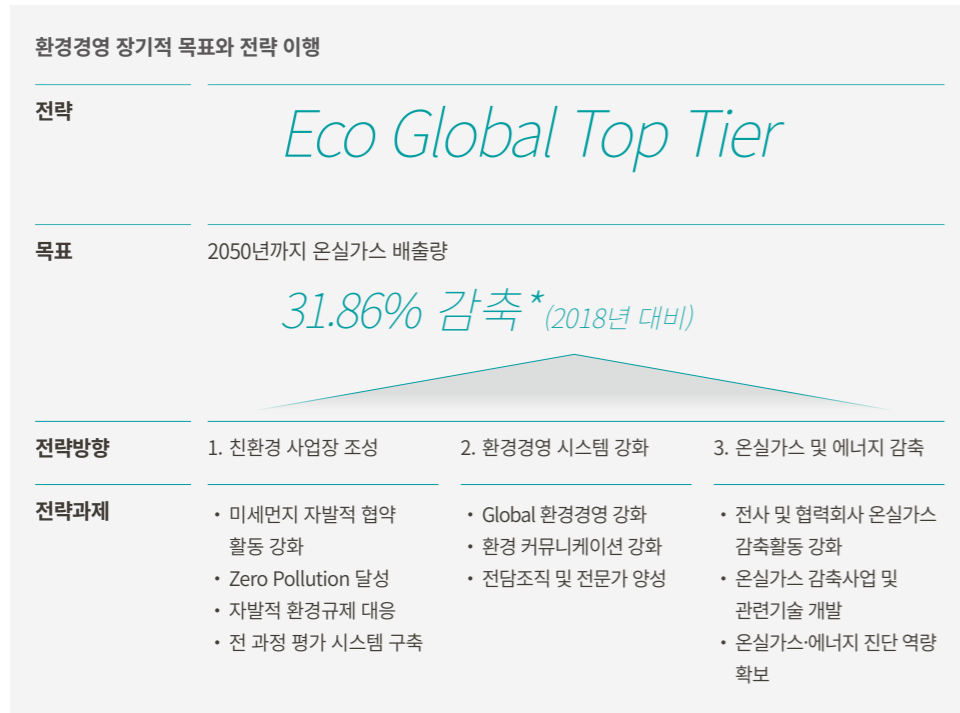 환경경영 장기적 목표와 전략 이행
전략
Eco Global Top Tier
목표
2050년까지 온실가스 배출량
31.86% 감축*(2018년 대비)
전략방향
1. 친환경 사업장 조성
2. 환경경영 시스템 강화
3. 온실가스 및 에너지 감축
전략과제
• 미세먼지 자발적 협약
활동 강화
• Zero Pollution 달성
• 자발적 환경규제 대응
• 전 과정 평가 시스템 구축
• Global 환경경영 강화
• 환경 커뮤니케이션 강화
• 전담조직 및 전문가 양성
• 전사 및 협력회사 온실가스
감축활동 강화
• 온실가스 감축사업 및
관련기술 개발
• 온실가스·에너지 진단 역량
확보